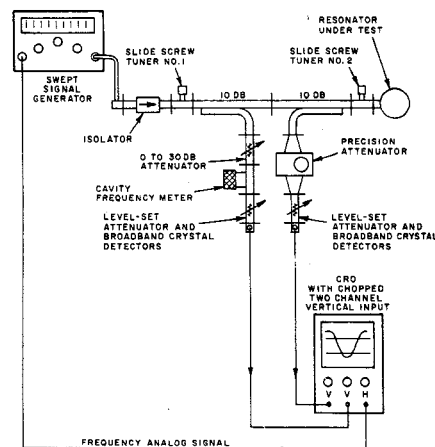 RESONATOR
UNDER TEST
SLIDE SCREW
TUNER NO.1
SLIDE SCREW
TUNER NO.2
10 DB
10 DB
SWEPT
SIGNAL
GENERATOR
ISOLATOR
0 TO 30 DB
ATTENUATOR
PRECISION
ATTENUATOR
CAVITY
FREQUENCY METER
LEVEL-SET
ATTENUATOR AND
BROADBAND CRYSTAL
DETECTORS
LEVEL-SET
ATTENUATOR AND
BROADBAND CRYSTAL
DETECTORS
CRO
WITH CHOPPED
TWO CHANNEL
VERTICAL INPUT
V V H
FREQUENCY ANALOG SIGNAL